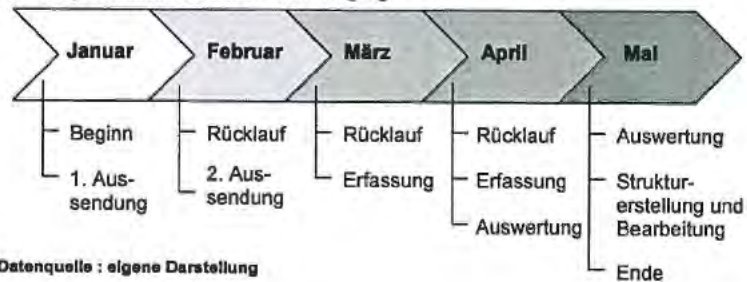 Januar
Februar
März
April
Mai
Beginn
1. Aus-
sendung
Rücklauf
2. Aus-
sendung
Rücklauf
Erfassung
Rücklauf
Erfassung
Auswertung
Auswertung
Struktur-
erstellung und
Bearbeitung
Ende
Datenquelle : eigene Darstellung